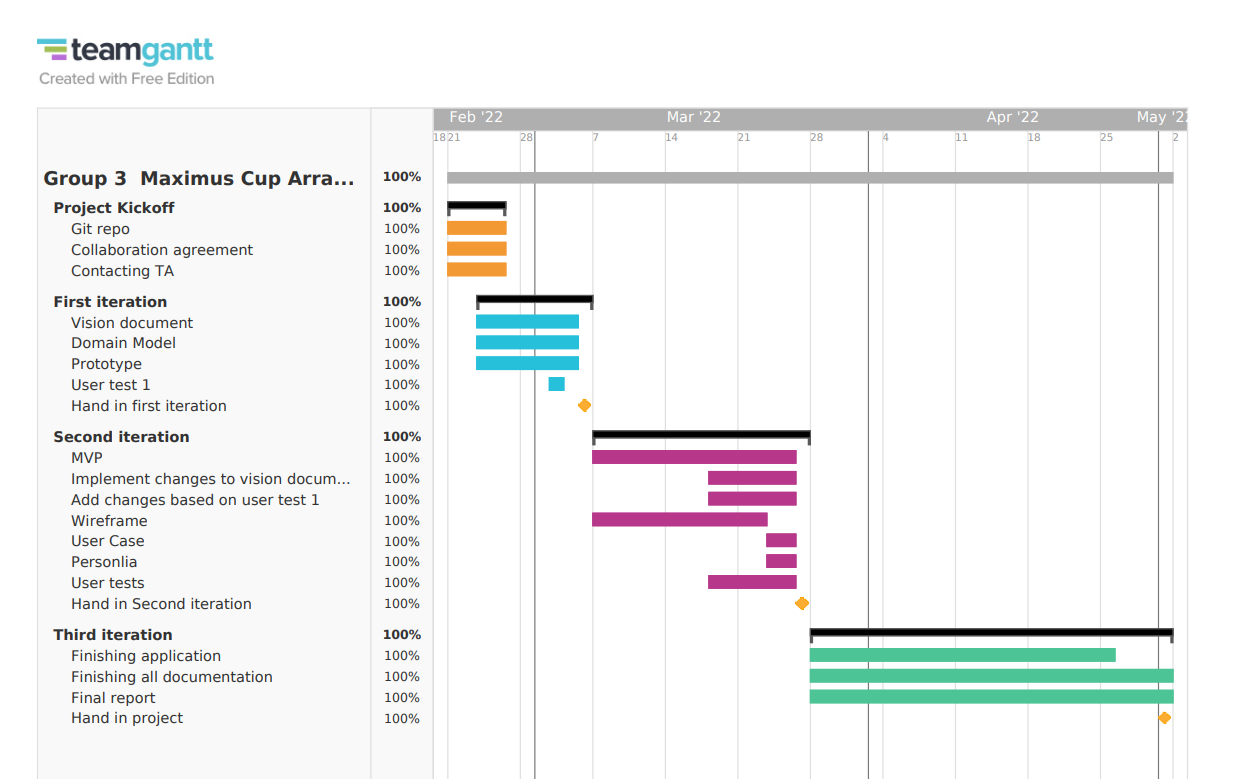 teamgantt
Created with Free Edition
Feb '22 Mar '22 Apr '22 May '22
18 21 28 7 14 21 28 4 11 18 25 2
Group 3 Maximus Cup Arra... 100%
Project Kickoff 100%
Git repo 100%
Collaboration agreement 100%
Contacting TA 100%
First iteration 100%
Vision document 100%
Domain Model 100%
Prototype 100%
User test 1 100%
Hand in first iteration 100%
Second iteration 100%
MVP 100%
Implement changes to vision docum... 100%
Add changes based on user test 1 100%
Wireframe 100%
User Case 100%
Personlia 100%
User tests 100%
Hand in Second iteration 100%
Third iteration 100%
Finishing application 100%
Finishing all documentation 100%
Final report 100%
Hand in project 100%